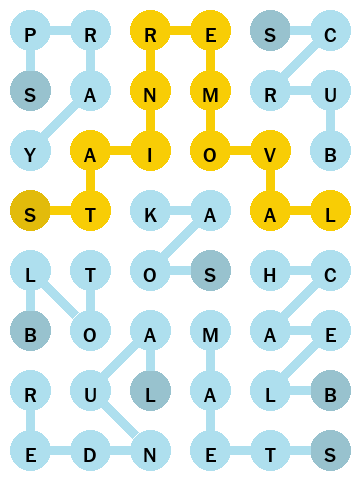 P R R E S C
S A N M R U
Y A I O V B
S T K A A L
L T O S H C
B O A M A E
R U L A L B
E D N E T S